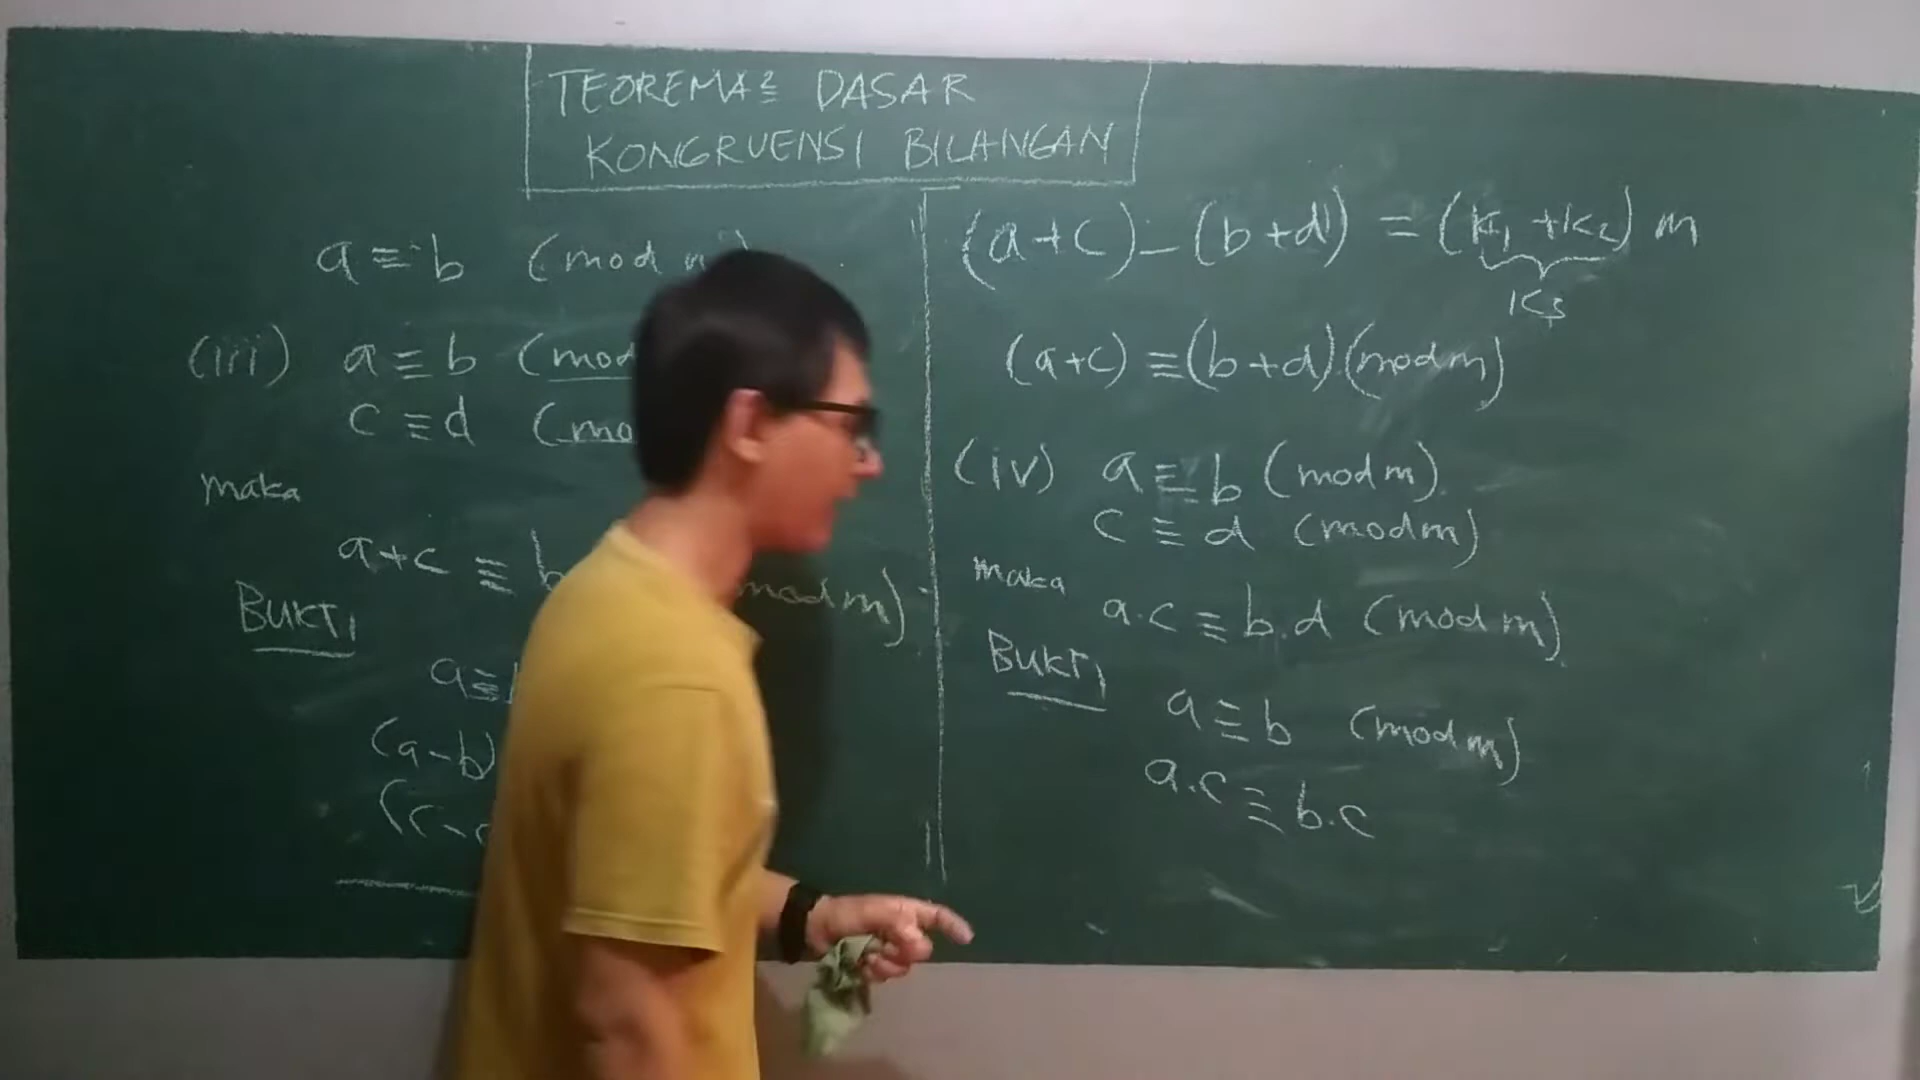 TEOREMA² DASAR
KONGRUENSI BILANGAN
a ≡ b (mod
(iii) a ≡ b (mod
c ≡ d (mo
maka
a+c ≡ b mod m)
BUKTI
a ≡
(a-b)
(c-
(a+c) - (b+d) = (k₁ + k₂) m
k₃
(a+c) ≡ (b+d) (mod m)
(iv) a ≡ b (mod m)
c ≡ d (mod m)
maka
a.c ≡ b.d (mod m)
BUKTI
a ≡ b (mod m)
a.c ≡ b.c